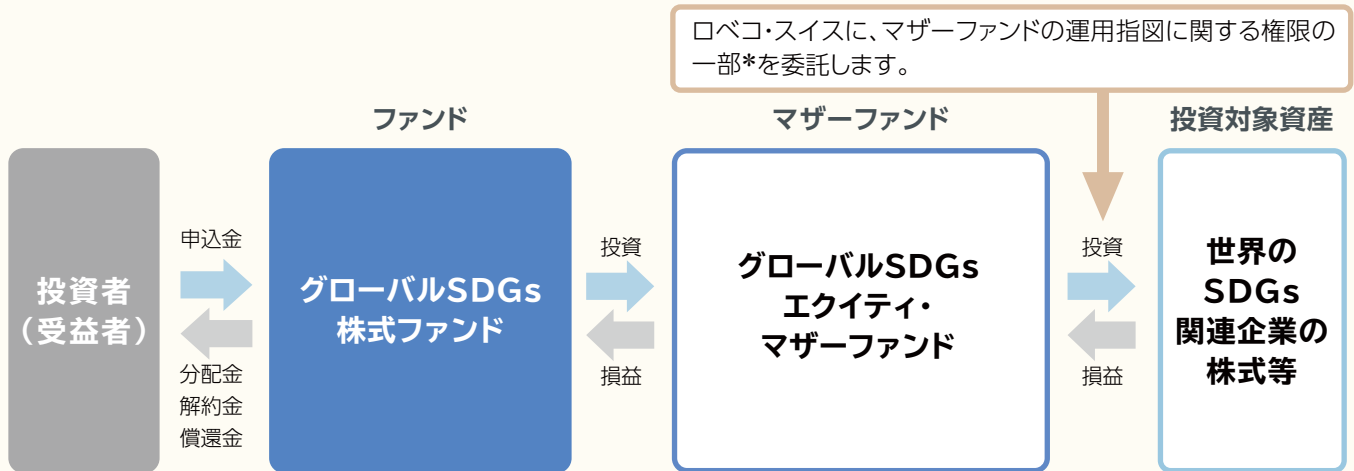 ロベコ・スイスに、マザーファンドの運用指図に関する権限の
一部*を委託します。
ファンド
マザーファンド
投資対象資産
投資者
(受益者)
申込金
分配金
解約金
償還金
グローバルSDGs
株式ファンド
投資
損益
グローバルSDGs
エクイティ・
マザーファンド
投資
損益
世界の
SDGs
関連企業の
株式等